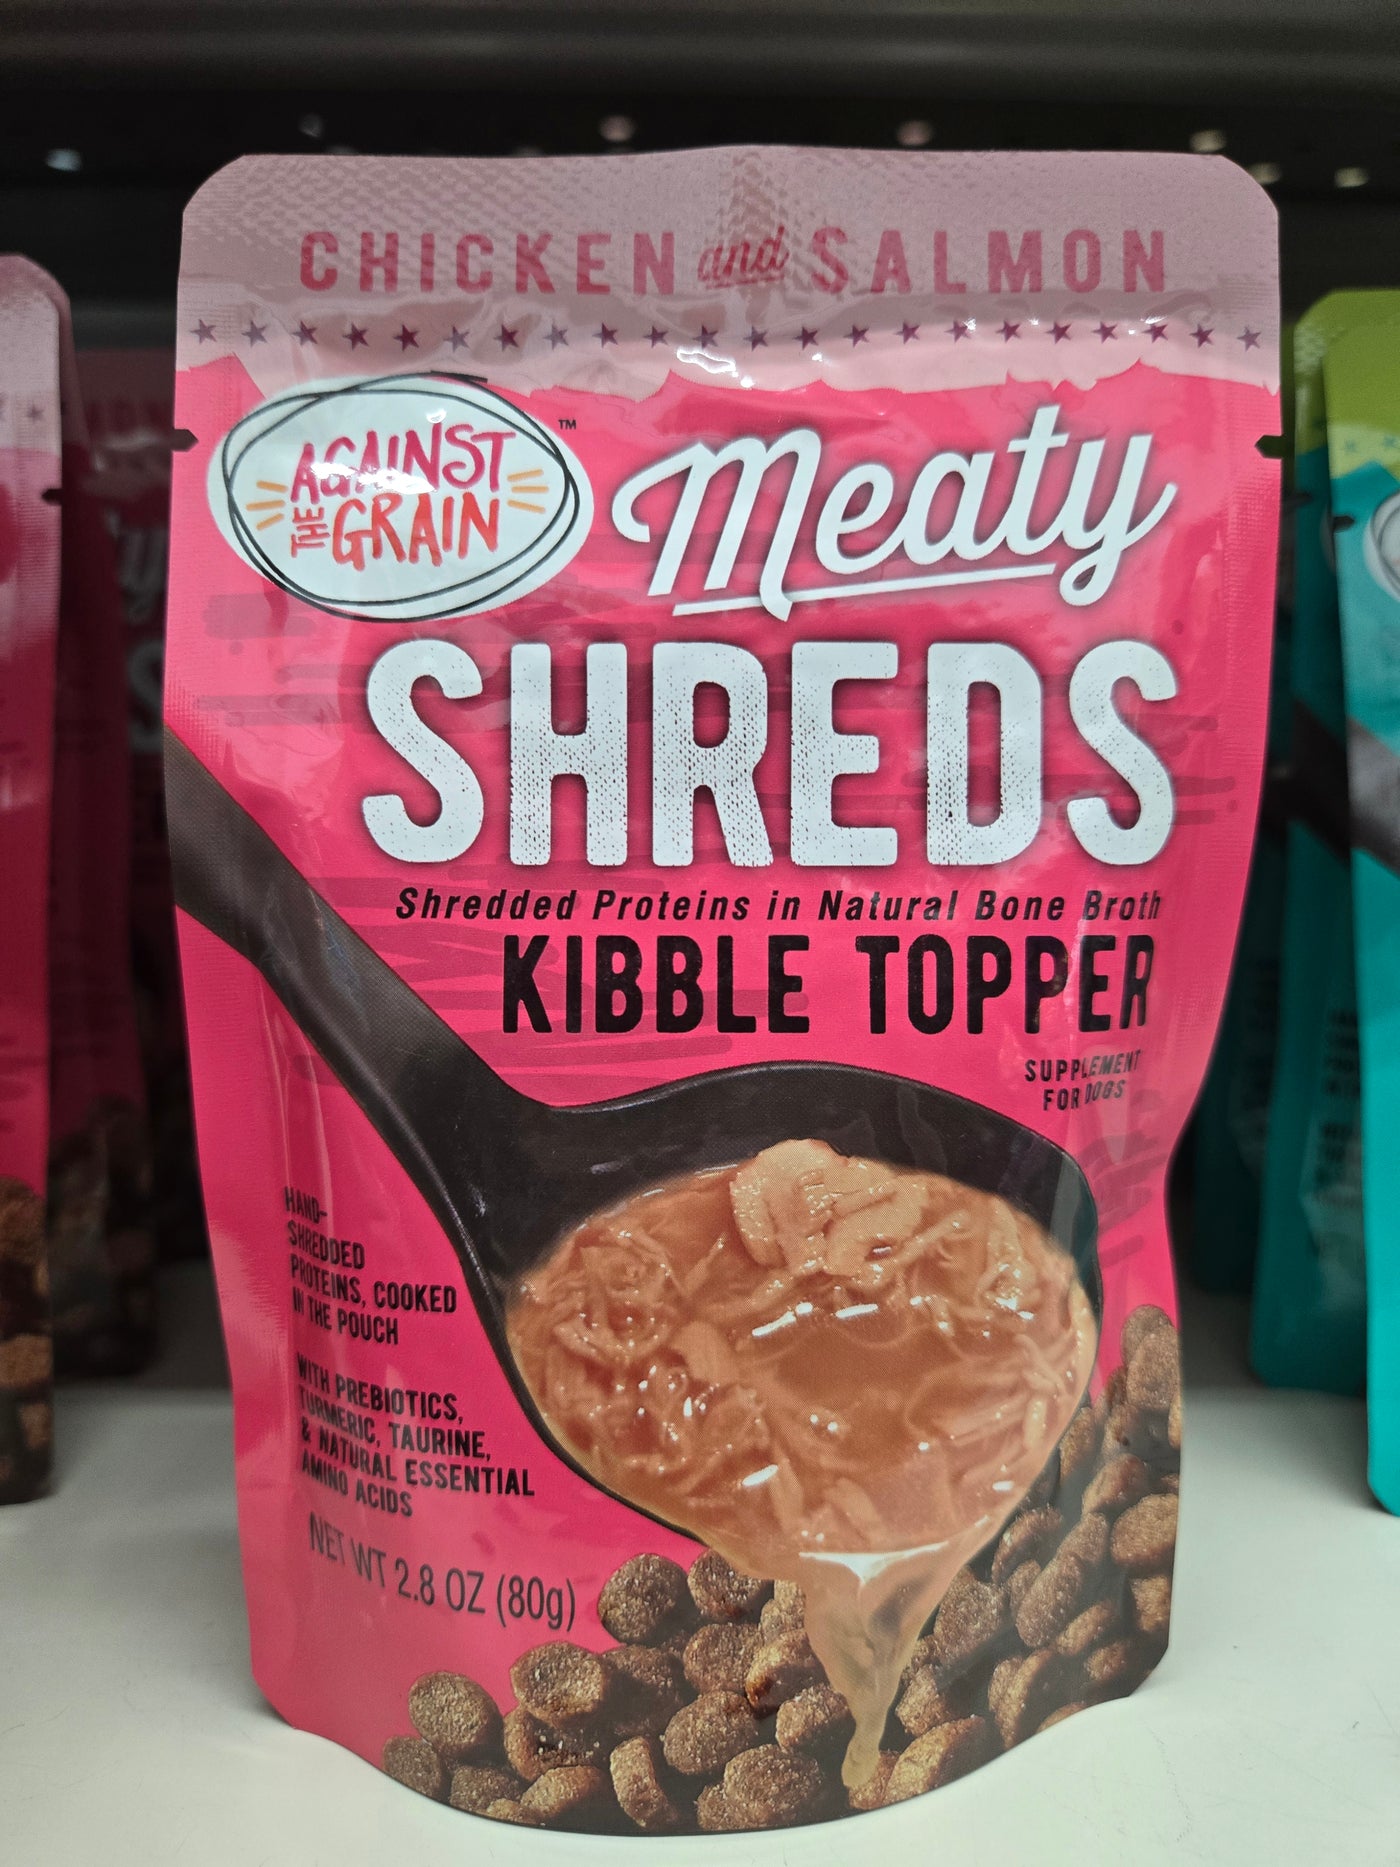 CHICKEN and SALMON
AGAINST
THE GRAIN
™
Meaty
SHREDS
Shredded Proteins in Natural Bone Broth
KIBBLE TOPPER
SUPPLEMENT
FOR DOGS
HAND-
SHREDDED
PROTEINS, COOKED
IN THE POUCH
WITH PREBIOTICS,
TURMERIC, TAURINE,
& NATURAL ESSENTIAL
AMINO ACIDS
NET WT 2.8 OZ (80g)